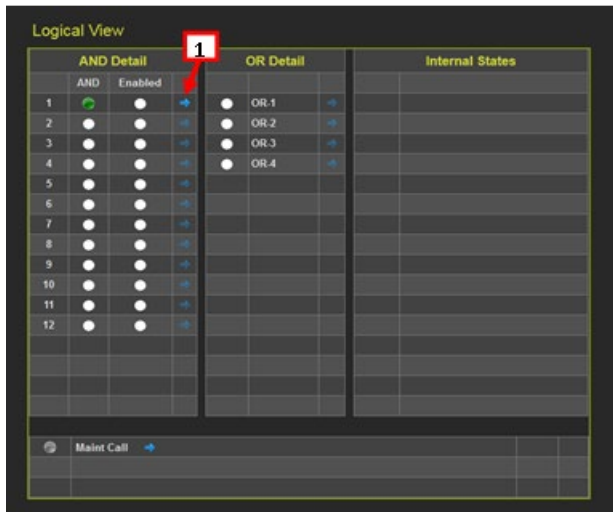 Logical View
1
AND Detail OR Detail Internal States
AND Enabled
1 OR-1
2 OR-2
3 OR-3
4 OR-4
5
6
7
8
9
10
11
12
Maint Call